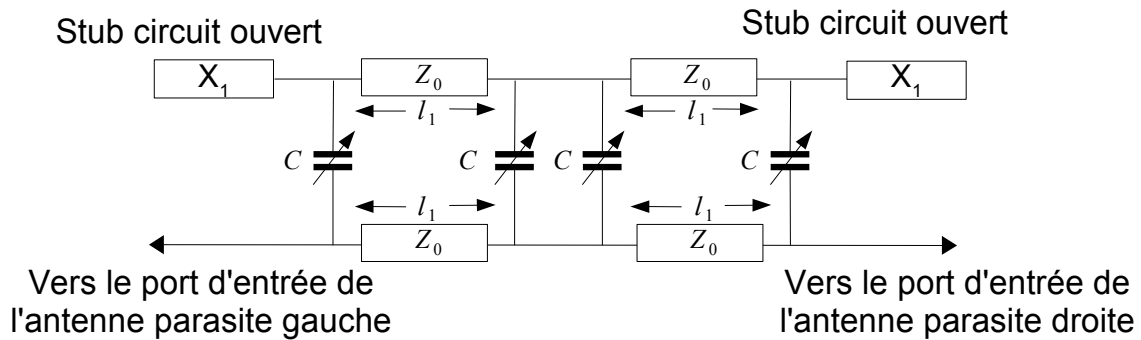 Stub circuit ouvert
Stub circuit ouvert
X1
Z0
Z0
X1
l1
l1
C
C
C
C
l1
l1
Z0
Z0
Vers le port d'entrée de
l'antenne parasite gauche
Vers le port d'entrée de
l'antenne parasite droite